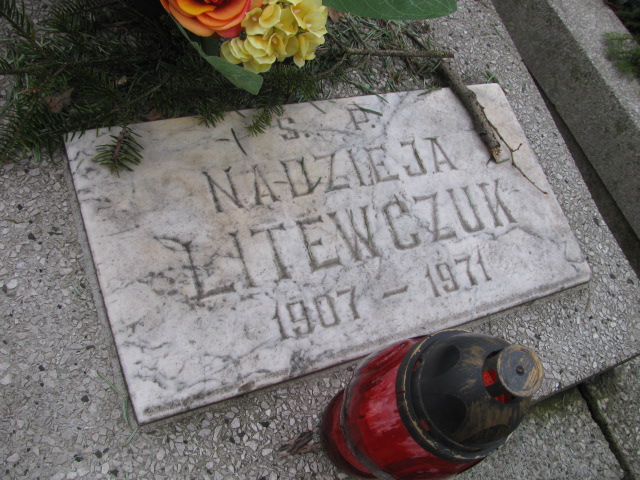 Ś. P.
NADZIEJA
LITEWCZUK
1907 – 1971